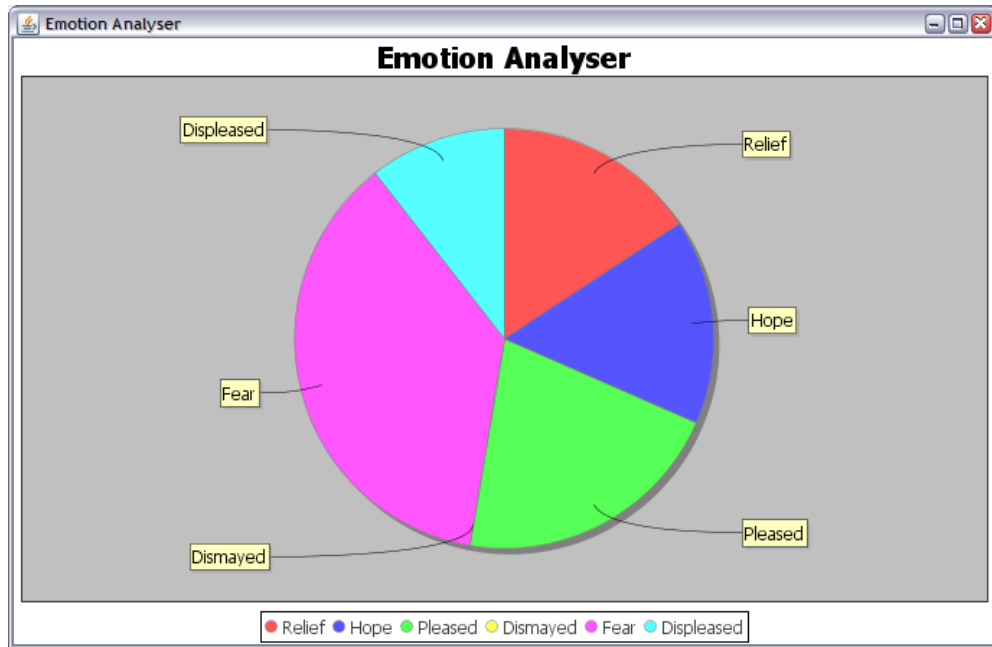 Emotion Analyser
Emotion Analyser
Displeased
Relief
Hope
Fear
Pleased
Dismayed
Relief Hope Pleased Dismayed Fear Displeased